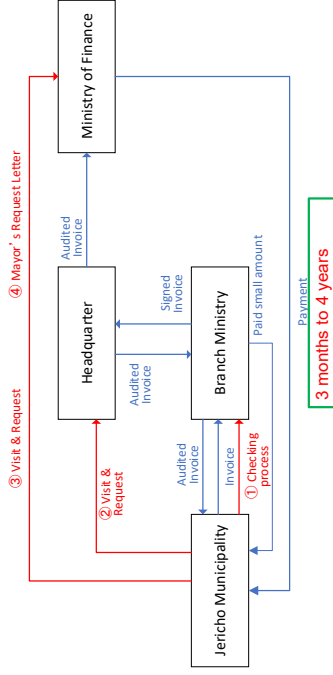 ③ Visit & Request
④ Mayor's Request Letter
Ministry of Finance
Audited
Invoice
Headquarter
② Visit &
Request
Audited
Invoice
Signed
Invoice
Branch Ministry
Paid small amount
Audited
Invoice
Invoice
① Checking
process
Jericho Municipality
Payment
3 months to 4 years